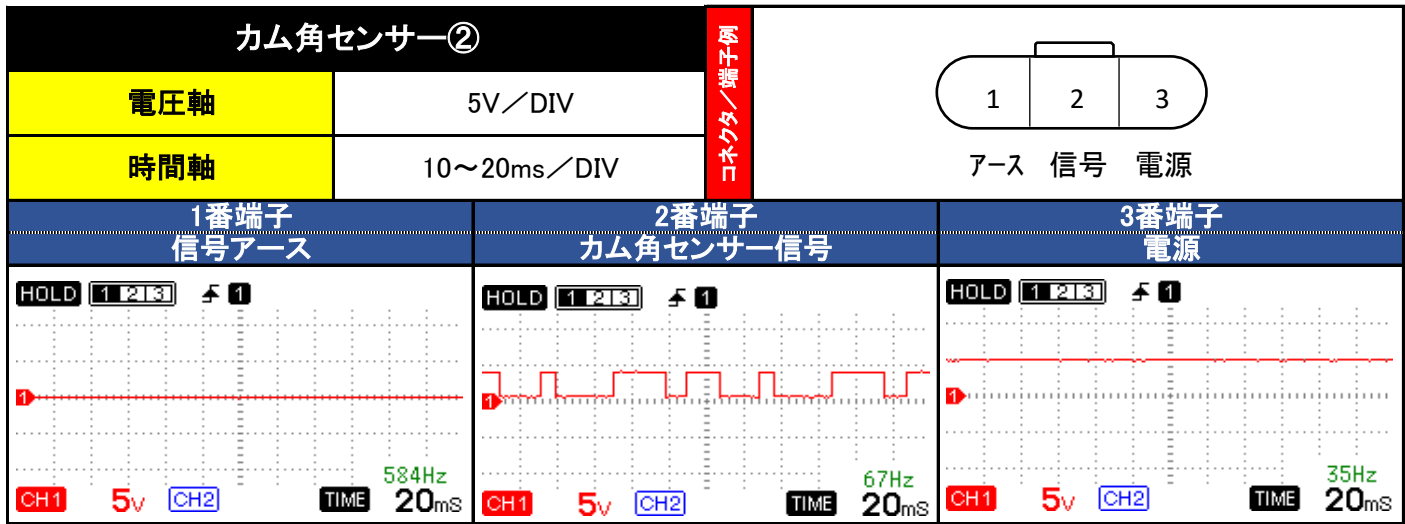 カム角センサー②
電圧軸 5V/DIV
時間軸 10~20ms/DIV
コネクタ/端子例
1 2 3
アース 信号 電源
1番端子 2番端子 3番端子
信号アース カム角センサー信号 電源
HOLD 1 2 3 1
1
584Hz
CH1 5V CH2 TIME 20mS
HOLD 1 2 3 1
1
67Hz
CH1 5V CH2 TIME 20mS
HOLD 1 2 3 1
1
35Hz
CH1 5V CH2 TIME 20mS